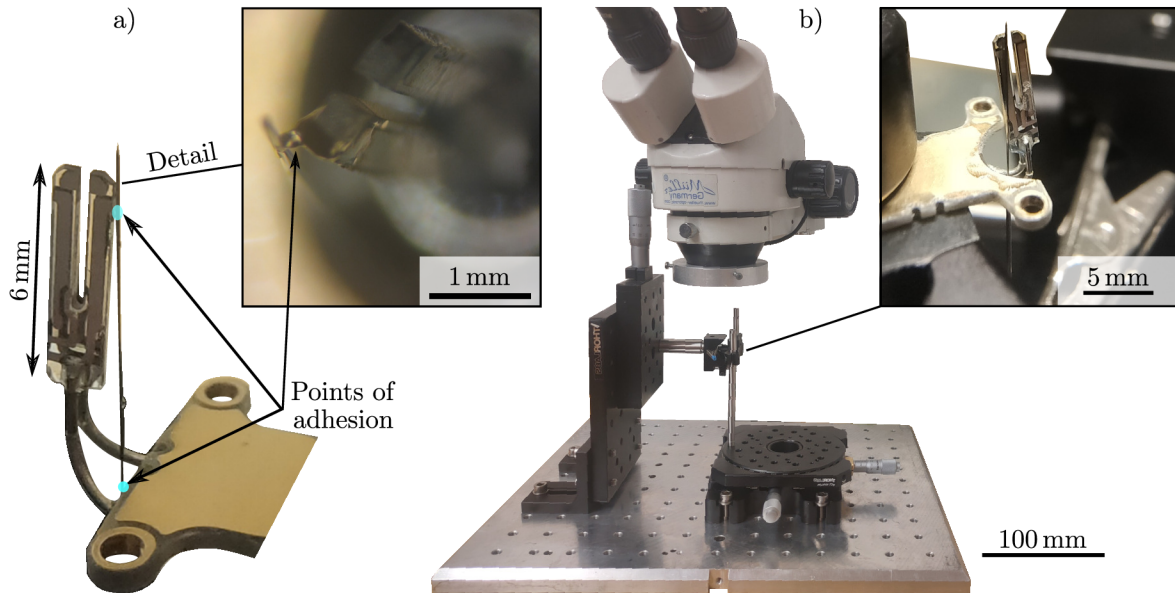 a)
Detail
6 mm
Points of
adhesion
1 mm
b)
Müller
Germany
THORLABS
5 mm
100 mm